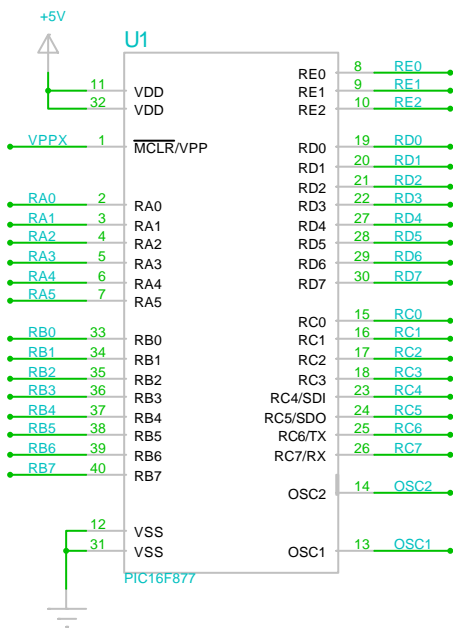 +5V
U1
11 VDD
32 VDD
VPPX 1 MCLR/VPP
RA0 2 RA0
RA1 3 RA1
RA2 4 RA2
RA3 5 RA3
RA4 6 RA4
RA5 7 RA5
RB0 33 RB0
RB1 34 RB1
RB2 35 RB2
RB3 36 RB3
RB4 37 RB4
RB5 38 RB5
RB6 39 RB6
RB7 40 RB7
12 VSS
31 VSS
RE0 8 RE0
RE1 9 RE1
RE2 10 RE2
RD0 19 RD0
RD1 20 RD1
RD2 21 RD2
RD3 22 RD3
RD4 27 RD4
RD5 28 RD5
RD6 29 RD6
RD7 30 RD7
RC0 15 RC0
RC1 16 RC1
RC2 17 RC2
RC3 18 RC3
RC4/SDI 23 RC4
RC5/SDO 24 RC5
RC6/TX 25 RC6
RC7/RX 26 RC7
OSC2 14 OSC2
OSC1 13 OSC1
PIC16F877